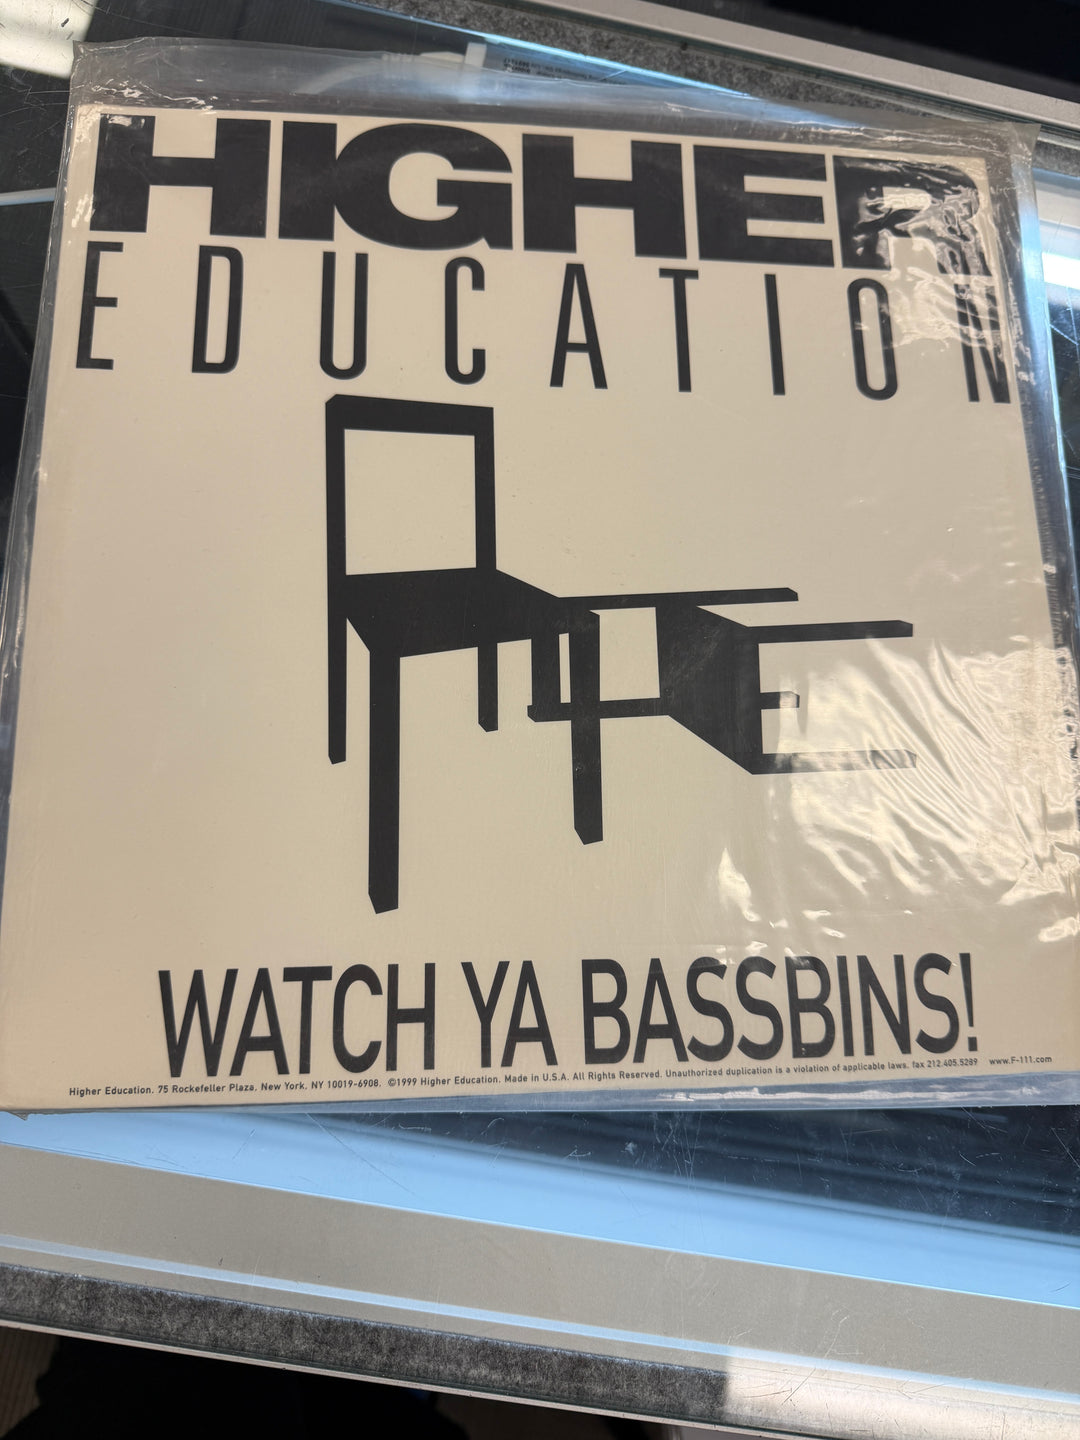 HIGHER
EDUCATION
WATCH YA BASSBINS!
Higher Education. 75 Rockefeller Plaza. New York. NY 10019-6908. ©1999 Higher Education. Made in U.S.A. All Rights Reserved. Unauthorized duplication is a violation of applicable laws. fax 212.405.5289 www.F-111.com